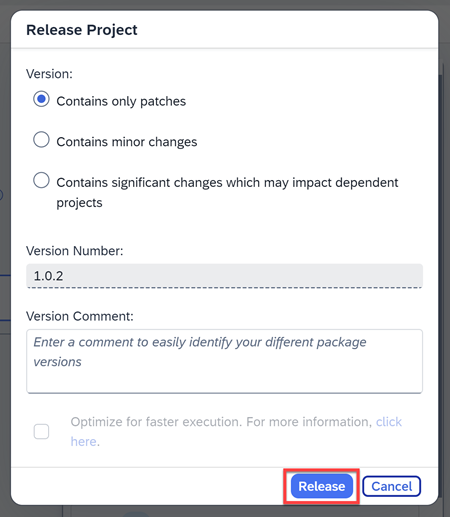 Release Project
Version:
Contains only patches
Contains minor changes
Contains significant changes which may impact dependent
projects
Version Number:
1.0.2
Version Comment:
Enter a comment to easily identify your different package
versions
Optimize for faster execution. For more information, click
here.
Release
Cancel